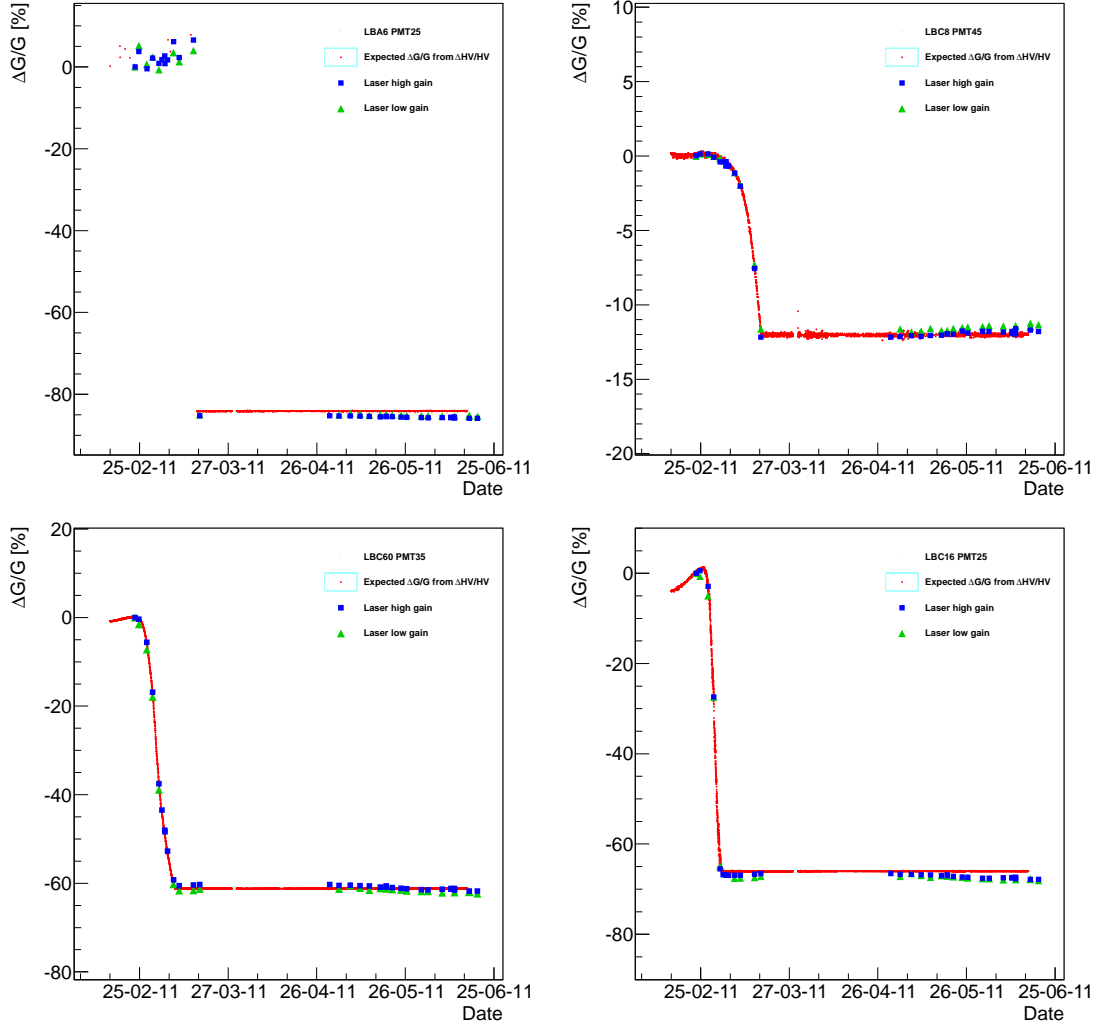 ΔG/G [%]
LBA6 PMT25
Expected ΔG/G from ΔHV/HV
Laser high gain
Laser low gain
0
-20
-40
-60
-80
25-02-11 27-03-11 26-04-11 26-05-11 25-06-11
Date
ΔG/G [%]
LBC8 PMT45
Expected ΔG/G from ΔHV/HV
Laser high gain
Laser low gain
10
5
0
-5
-10
-15
-20
25-02-11 27-03-11 26-04-11 26-05-11 25-06-11
Date
ΔG/G [%]
LBC60 PMT35
Expected ΔG/G from ΔHV/HV
Laser high gain
Laser low gain
20
0
-20
-40
-60
-80
25-02-11 27-03-11 26-04-11 26-05-11 25-06-11
Date
ΔG/G [%]
LBC16 PMT25
Expected ΔG/G from ΔHV/HV
Laser high gain
Laser low gain
0
-20
-40
-60
-80
25-02-11 27-03-11 26-04-11 26-05-11 25-06-11
Date